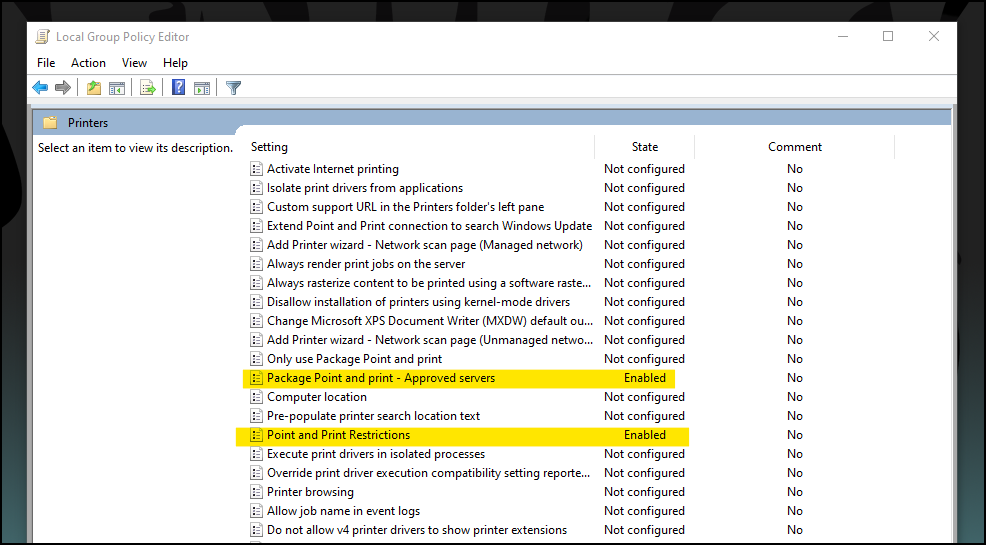 Local Group Policy Editor
File Action View Help
Printers
Select an item to view its description.
Setting State Comment
Activate Internet printing Not configured No
Isolate print drivers from applications Not configured No
Custom support URL in the Printers folder's left pane Not configured No
Extend Point and Print connection to search Windows Update Not configured No
Add Printer wizard - Network scan page (Managed network) Not configured No
Always render print jobs on the server Not configured No
Always rasterize content to be printed using a software raste... Not configured No
Disallow installation of printers using kernel-mode drivers Not configured No
Change Microsoft XPS Document Writer (MXDW) default ou... Not configured No
Add Printer wizard - Network scan page (Unmanaged netwo... Not configured No
Only use Package Point and print Not configured No
Package Point and print - Approved servers Enabled No
Computer location Not configured No
Pre-populate printer search location text Not configured No
Point and Print Restrictions Enabled No
Execute print drivers in isolated processes Not configured No
Override print driver execution compatibility setting reporte... Not configured No
Printer browsing Not configured No
Allow job name in event logs Not configured No
Do not allow v4 printer drivers to show printer extensions Not configured No